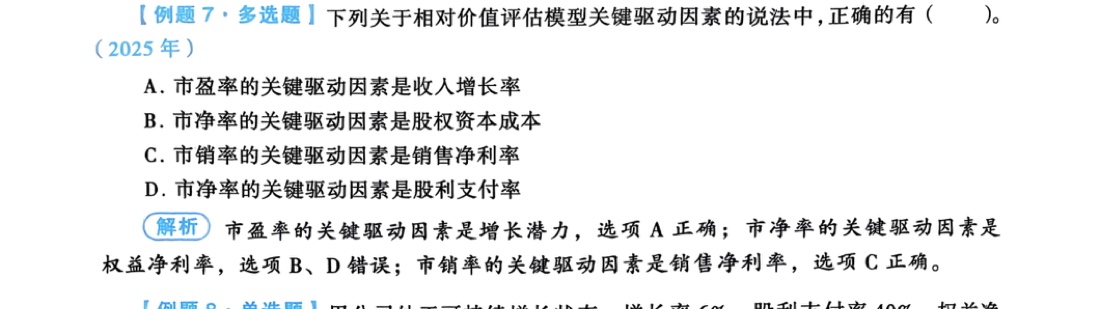 【例题7·多选题】下列关于相对价值评估模型关键驱动因素的说法中,正确的有(　　)。
(2025年)
A. 市盈率的关键驱动因素是收入增长率
B. 市净率的关键驱动因素是股权资本成本
C. 市销率的关键驱动因素是销售净利率
D. 市净率的关键驱动因素是股利支付率
解析 市盈率的关键驱动因素是增长潜力，选项 A 正确；市净率的关键驱动因素是
权益净利率，选项 B、D 错误；市销率的关键驱动因素是销售净利率，选项 C 正确。